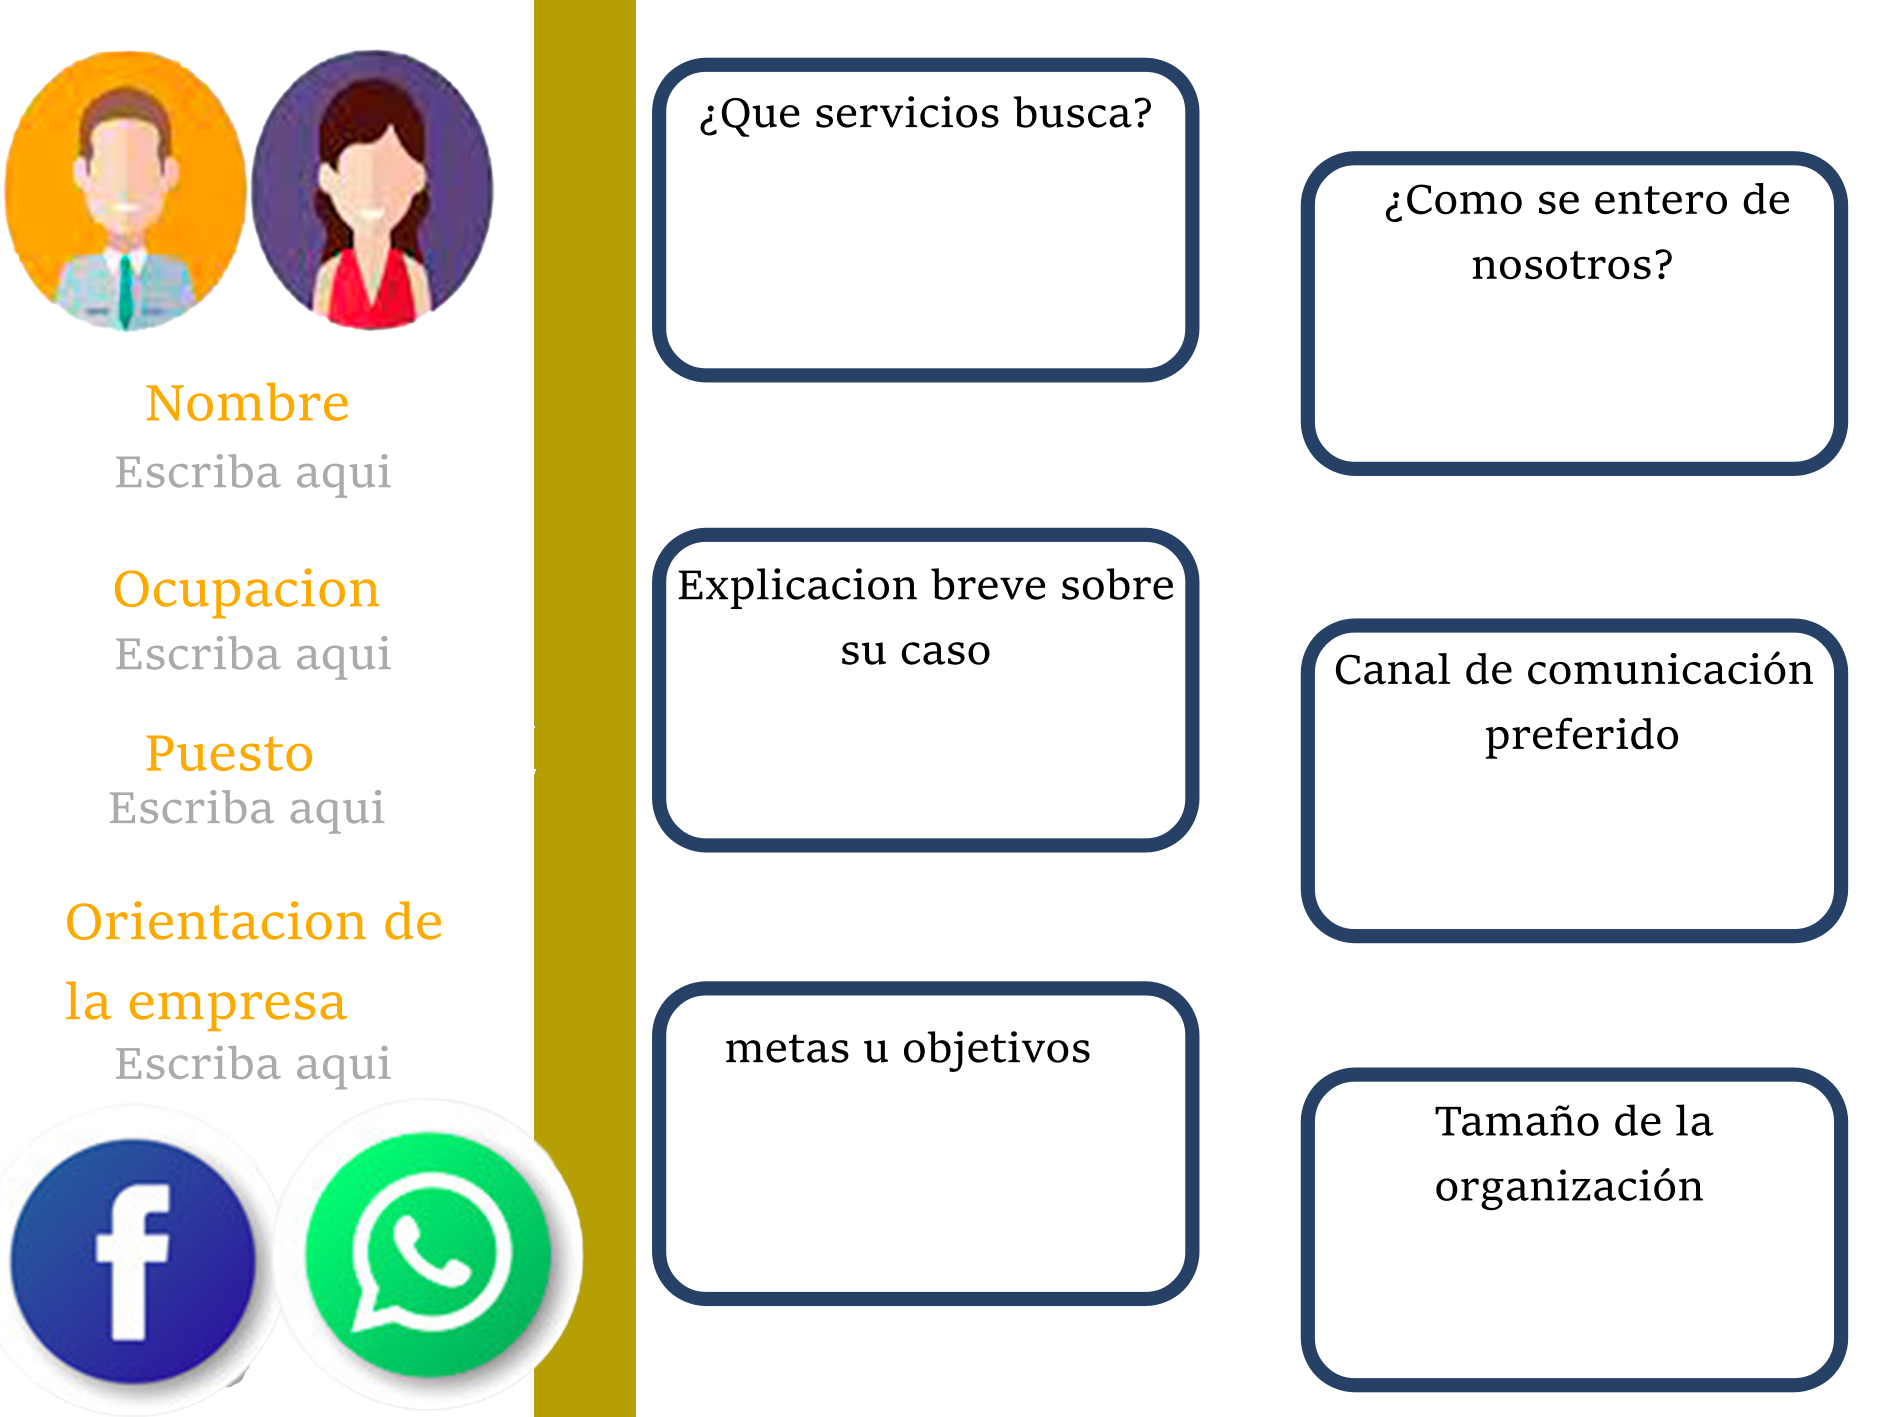 Nombre
Escriba aqui
Ocupacion
Escriba aqui
Puesto
Escriba aqui
Orientacion de
la empresa
Escriba aqui
¿Que servicios busca?
Explicacion breve sobre
su caso
metas u objetivos
¿Como se entero de
nosotros?
Canal de comunicación
preferido
Tamaño de la
organización